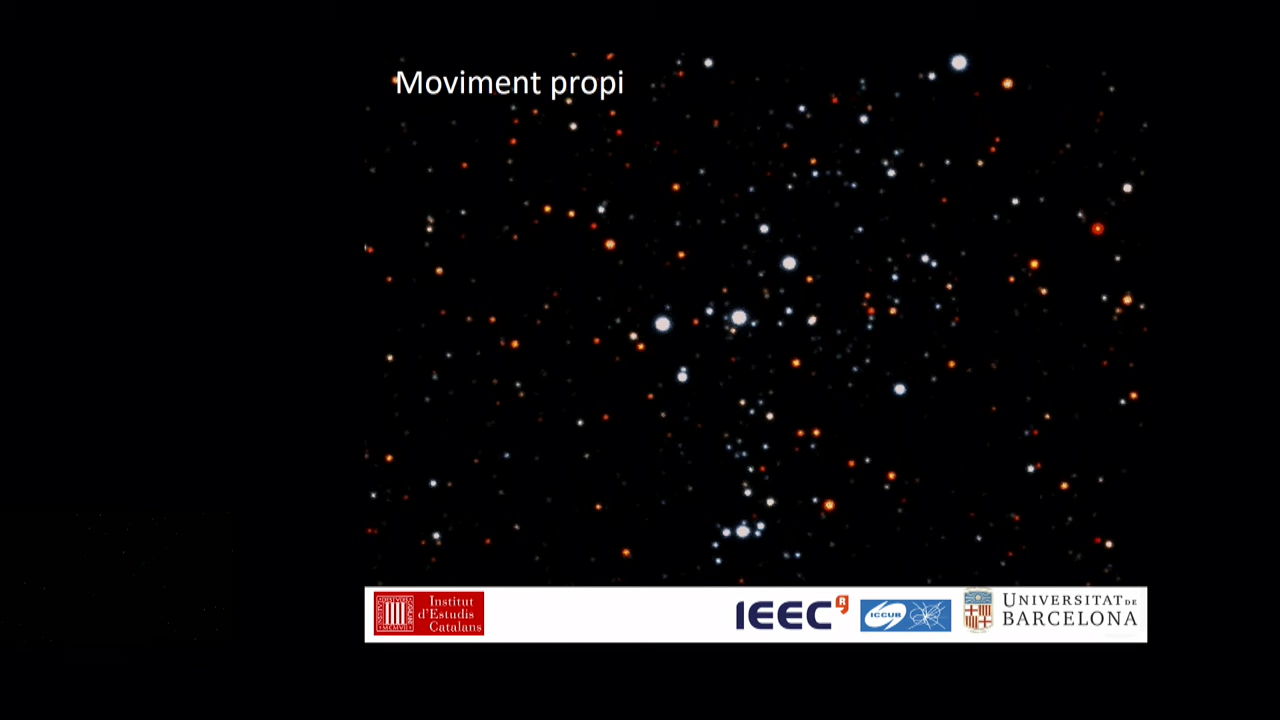 Moviment propi
Institut
d'Estudis
Catalans
IEEC
R
ICCUB
UNIVERSITAT DE
BARCELONA